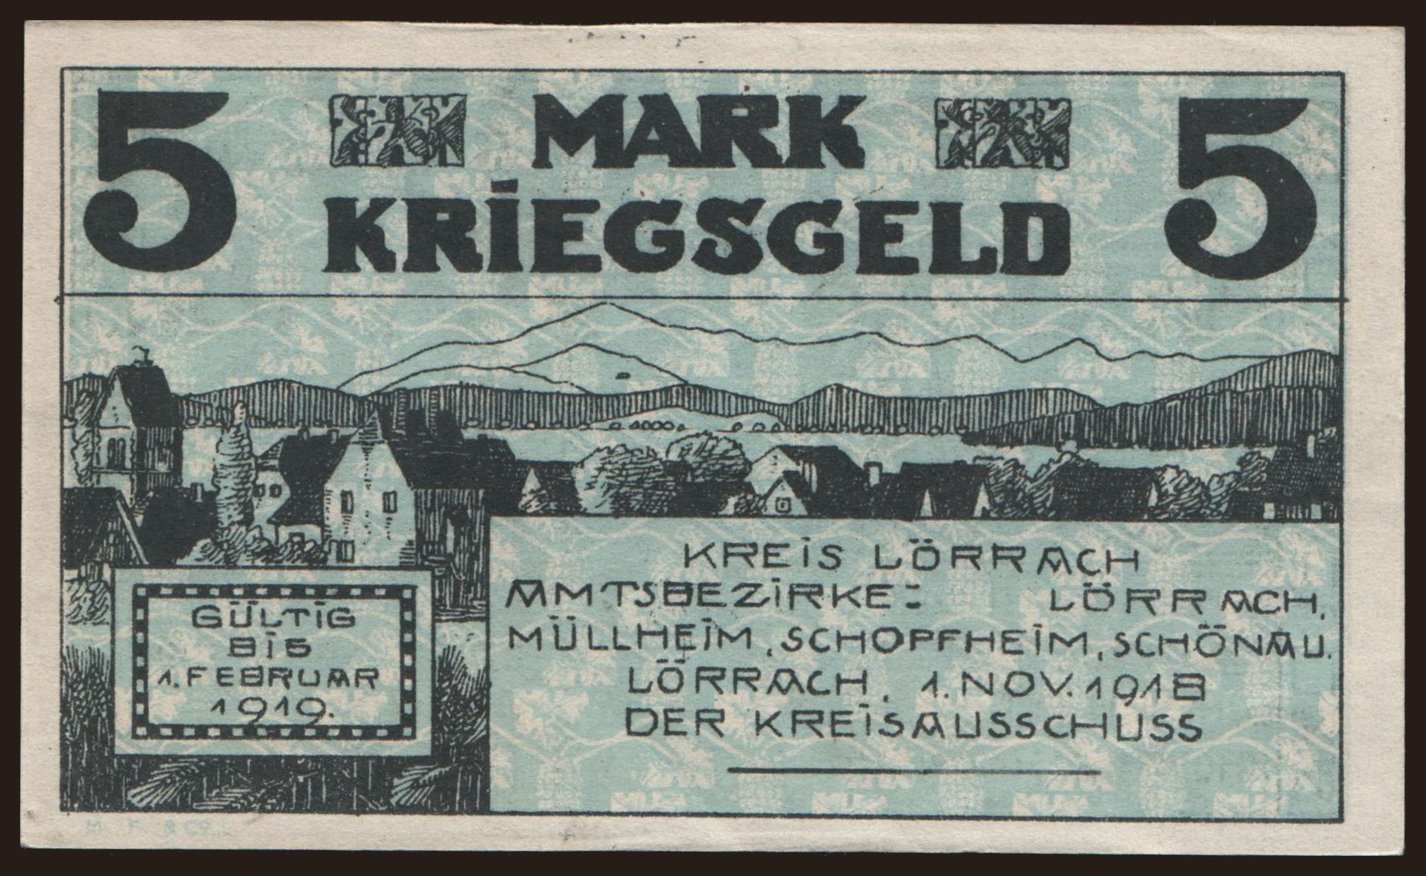 5 MARK 5
KRIEGSGELD
KREIS LÖRRACH
AMTSBEZIRKE: LÖRRACH,
MÜLLHEIM, SCHOPFHEIM, SCHÖNAU.
LÖRRACH, 1. NOV. 1918
DER KREISAUSSCHUSS
GÜLTIG
BIS
1. FEBRUAR
1919.